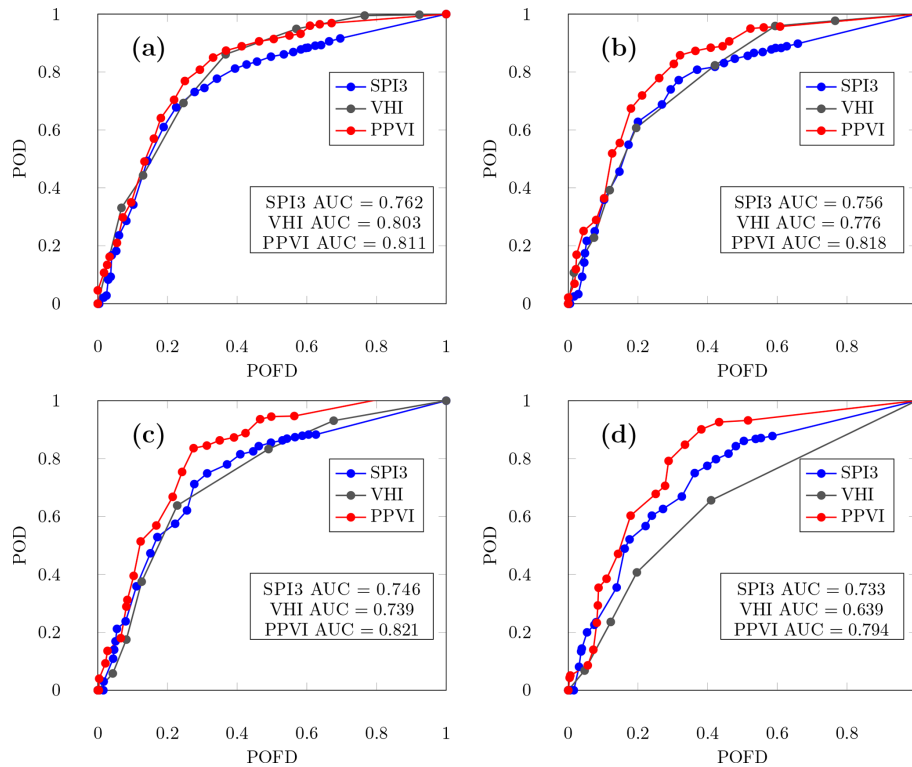 (a)
1
0.8
0.6
0.4
0.2
0
POD
SPI3
VHI
PPVI
SPI3 AUC = 0.762
VHI AUC = 0.803
PPVI AUC = 0.811
0 0.2 0.4 0.6 0.8 1
POFD
(b)
1
0.8
0.6
0.4
0.2
0
POD
SPI3
VHI
PPVI
SPI3 AUC = 0.756
VHI AUC = 0.776
PPVI AUC = 0.818
0 0.2 0.4 0.6 0.8
POFD
(c)
1
0.8
0.6
0.4
0.2
0
POD
SPI3
VHI
PPVI
SPI3 AUC = 0.746
VHI AUC = 0.739
PPVI AUC = 0.821
0 0.2 0.4 0.6 0.8 1
POFD
(d)
1
0.8
0.6
0.4
0.2
0
POD
SPI3
VHI
PPVI
SPI3 AUC = 0.733
VHI AUC = 0.639
PPVI AUC = 0.794
0 0.2 0.4 0.6 0.8
POFD